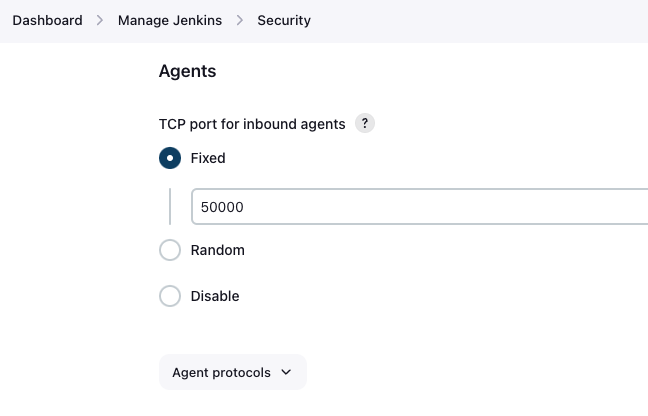 Dashboard > Manage Jenkins > Security
Agents
TCP port for inbound agents ?
Fixed
50000
Random
Disable
Agent protocols